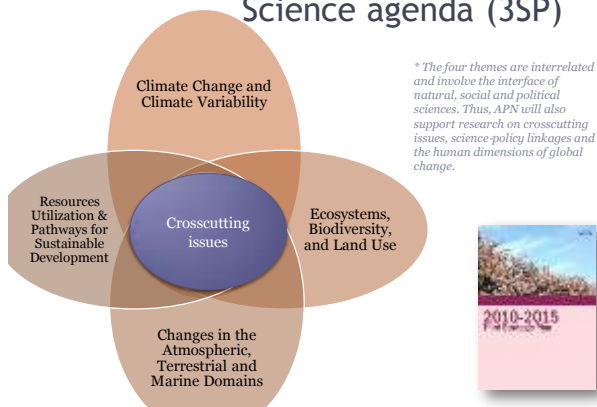 Science agenda (3SP)
* The four themes are interrelated
and involve the interface of
natural, social and political
sciences. Thus, APN will also
support research on crosscutting
issues, science-policy linkages and
the human dimensions of global
change.
Climate Change and
Climate Variability
Resources
Utilization &
Pathways for
Sustainable
Development
Crosscutting
issues
Ecosystems,
Biodiversity,
and Land Use
Changes in the
Atmospheric,
Terrestrial and
Marine Domains
2010-2015